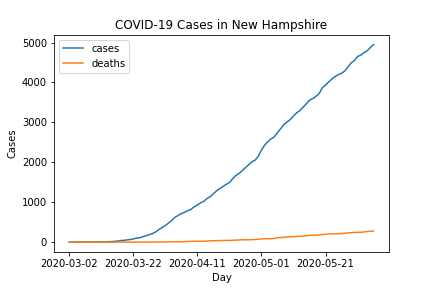 COVID-19 Cases in New Hampshire
cases
deaths
5000
4000
3000
2000
1000
0
Cases
2020-03-02 2020-03-22 2020-04-11 2020-05-01 2020-05-21
Day